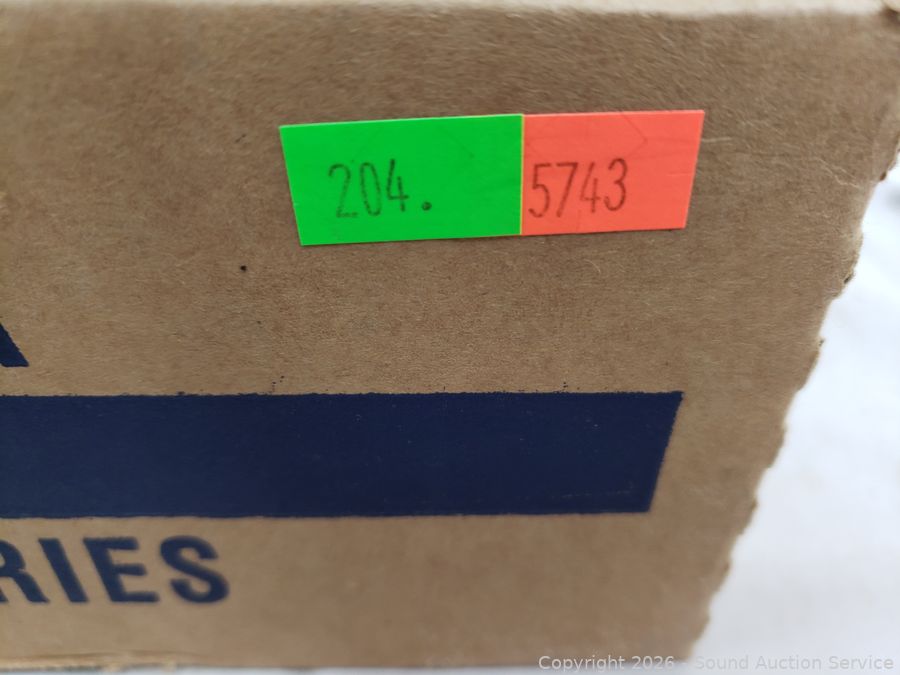 204. 5743
RIES
Copyright 2026 - Sound Auction Service